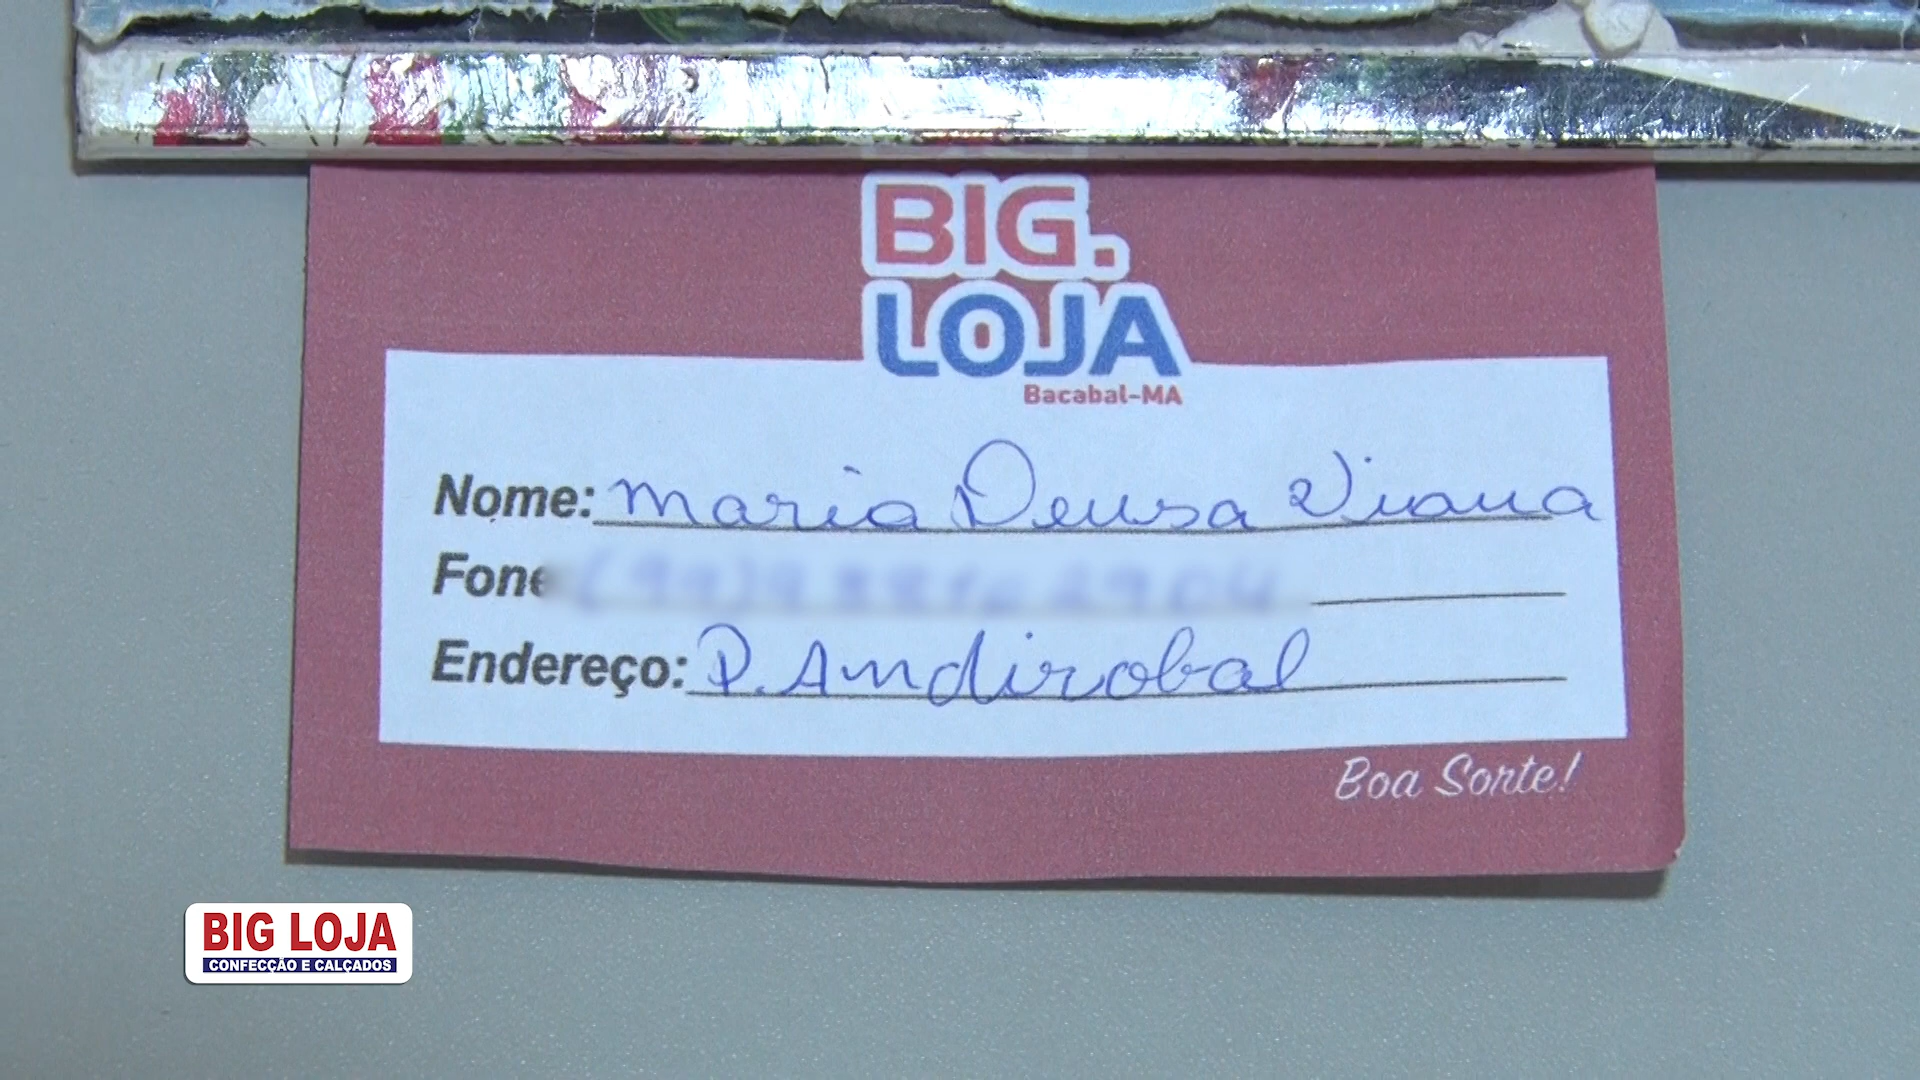 BIG.
LOJA
Bacabal-MA
Nome: Maria Deusa Viana
Fone
Endereço: P. Andirobal
Boa Sorte!
BIG LOJA
CONFECÇÃO E CALÇADOS